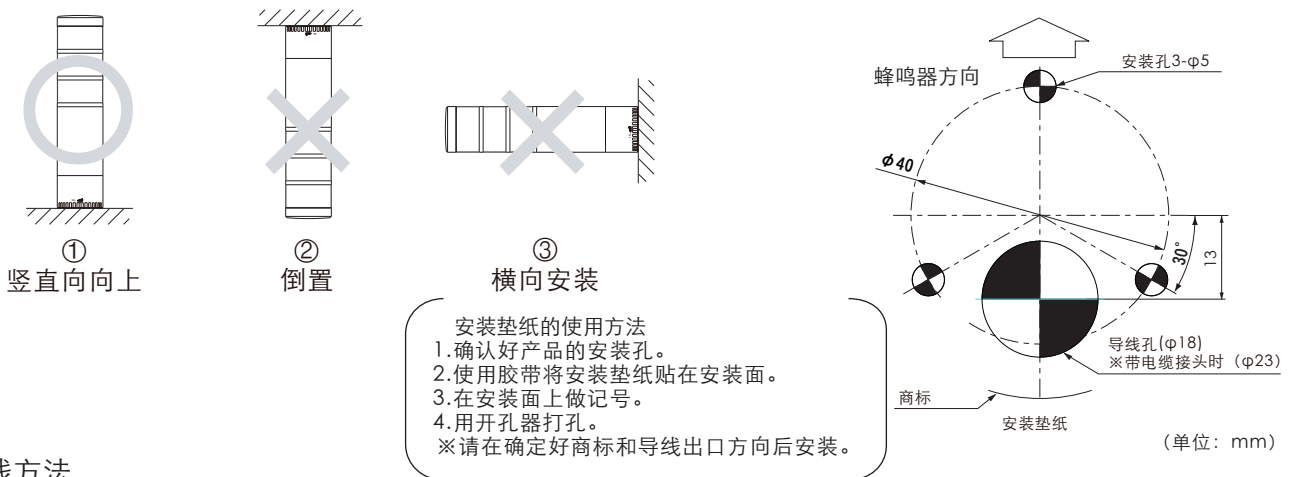 ①
竖直向向上
②
倒置
③
横向安装
安装垫纸的使用方法
1.确认好产品的安装孔。
2.使用胶带将安装垫纸贴在安装面。
3.在安装面上做记号。
4.用开孔器打孔。
※请在确定好商标和导线出口方向后安装。
蜂鸣器方向
安装孔3-φ5
φ40
30°
13
导线孔(φ18)
※带电缆接头时（φ23）
商标
安装垫纸
(单位：mm)
线方法